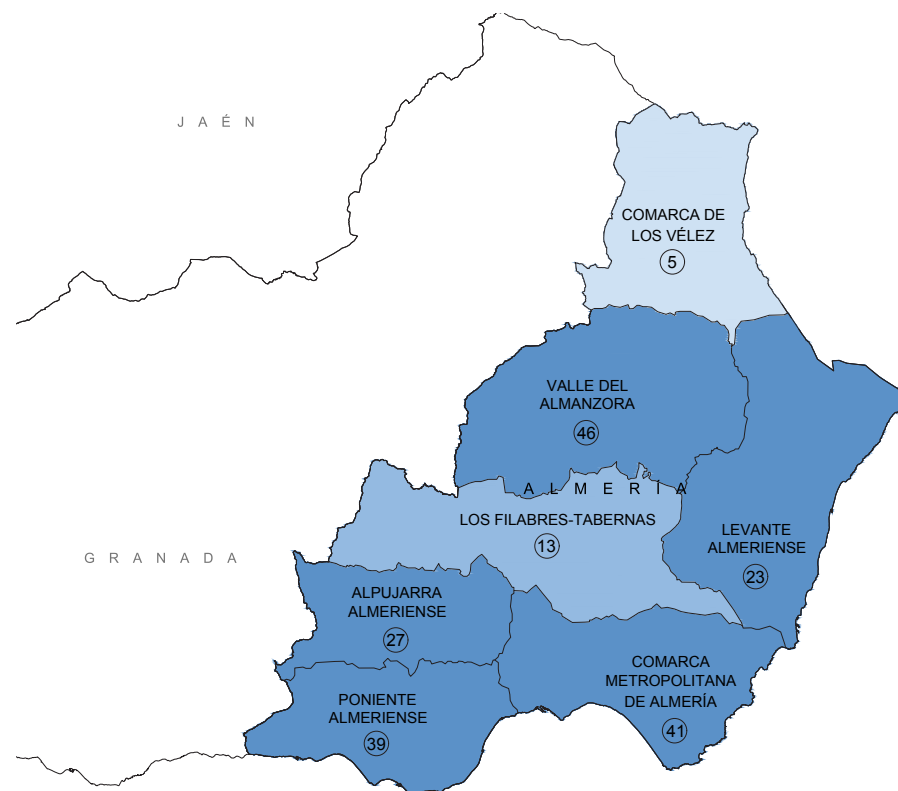 J A É N
COMARCA DE
LOS VÉLEZ
5
VALLE DEL
ALMANZORA
46
A L M E R Í A
LOS FILABRES-TABERNAS
13
LEVANTE
ALMERIENSE
23
G R A N A D A
ALPUJARRA
ALMERIENSE
27
COMARCA
METROPOLITANA
DE ALMERÍA
41
PONIENTE
ALMERIENSE
39